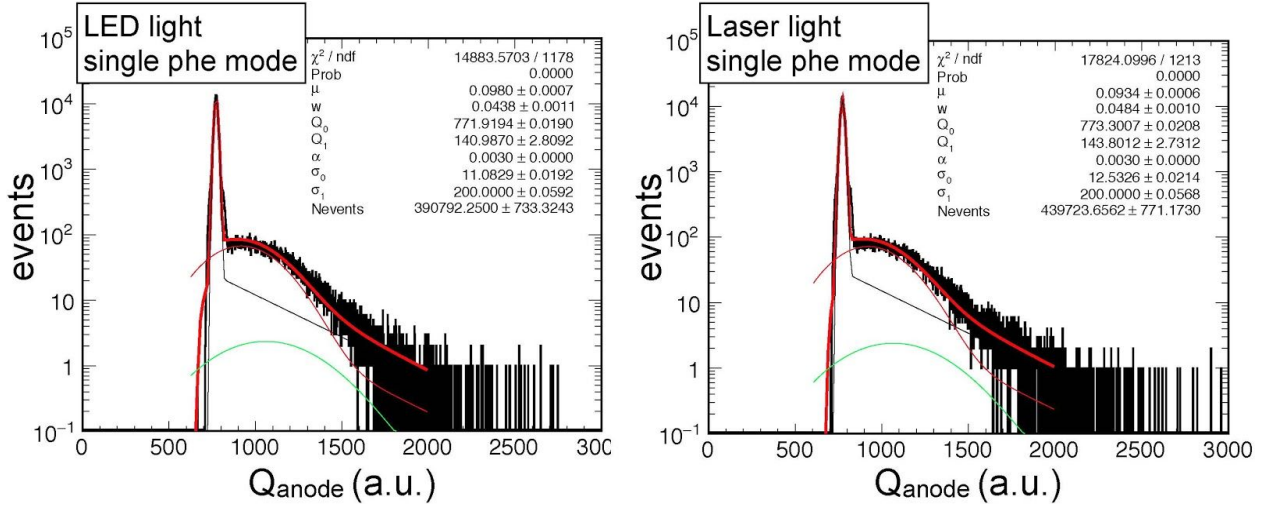 LED light
single phe mode
χ² / ndf 14883.5703 / 1178
Prob 0.0000
μ 0.0980 ± 0.0007
w 0.0438 ± 0.0011
Q₀ 771.9194 ± 0.0190
Q₁ 140.9870 ± 2.8092
α 0.0030 ± 0.0000
σ₀ 11.0829 ± 0.0192
σ₁ 200.0000 ± 0.0592
Nevents 390792.2500 ± 733.3243
10⁵
10⁴
10³
10²
10
1
10⁻¹
events
0 500 1000 1500 2000 2500 3000
Qanode (a.u.)
Laser light
single phe mode
χ² / ndf 17824.0996 / 1213
Prob 0.0000
μ 0.0934 ± 0.0006
w 0.0484 ± 0.0010
Q₀ 773.3007 ± 0.0208
Q₁ 143.8012 ± 2.7312
α 0.0030 ± 0.0000
σ₀ 12.5326 ± 0.0214
σ₁ 200.0000 ± 0.0568
Nevents 439723.6562 ± 771.1730
10⁵
10⁴
10³
10²
10
1
10⁻¹
events
0 500 1000 1500 2000 2500 3000
Qanode (a.u.)